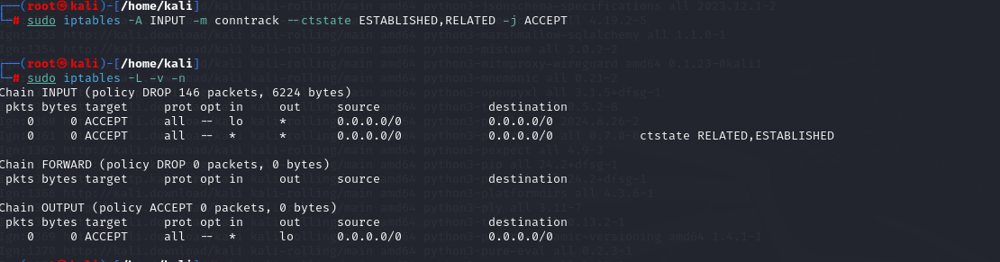 ┌──(root㉿kali)-[/home/kali]
└─# sudo iptables -A INPUT -m conntrack --ctstate ESTABLISHED,RELATED -j ACCEPT
┌──(root㉿kali)-[/home/kali]
└─# sudo iptables -L -v -n
Chain INPUT (policy DROP 146 packets, 6224 bytes)
pkts bytes target prot opt in out source destination
0 0 ACCEPT all -- lo * 0.0.0.0/0 0.0.0.0/0
0 0 ACCEPT all -- * * 0.0.0.0/0 0.0.0.0/0 ctstate RELATED,ESTABLISHED
Chain FORWARD (policy DROP 0 packets, 0 bytes)
pkts bytes target prot opt in out source destination
Chain OUTPUT (policy ACCEPT 0 packets, 0 bytes)
pkts bytes target prot opt in out source destination
0 0 ACCEPT all -- * lo 0.0.0.0/0 0.0.0.0/0